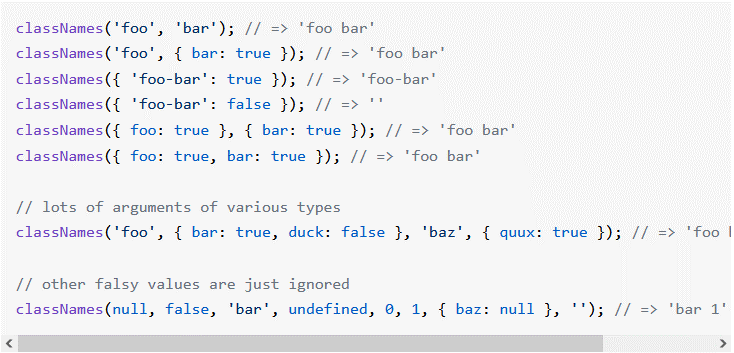 classNames('foo', 'bar'); // => 'foo bar'
classNames('foo', { bar: true }); // => 'foo bar'
classNames({ 'foo-bar': true }); // => 'foo-bar'
classNames({ 'foo-bar': false }); // => ''
classNames({ foo: true }, { bar: true }); // => 'foo bar'
classNames({ foo: true, bar: true }); // => 'foo bar'
// lots of arguments of various types
classNames('foo', { bar: true, duck: false }, 'baz', { quux: true }); // => 'foo
// other falsy values are just ignored
classNames(null, false, 'bar', undefined, 0, 1, { baz: null }, ''); // => 'bar 1'